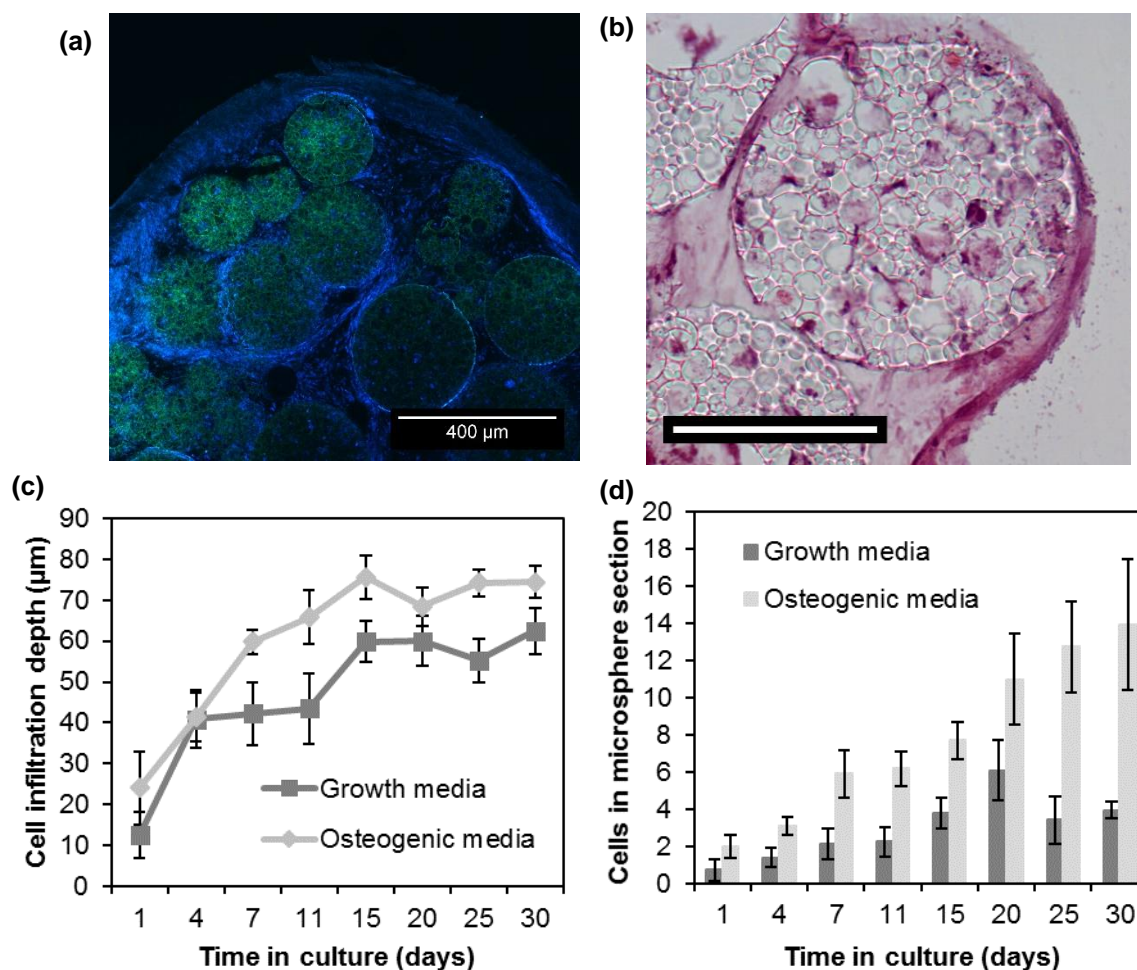 (a)
400 µm
(b)
(c)
Cell infiltration depth (µm)
90
80
70
60
50
40
30
20
10
0
Growth media
Osteogenic media
1 4 7 11 15 20 25 30
Time in culture (days)
(d)
Cells in microsphere section
20
18
16
14
12
10
8
6
4
2
0
Growth media
Osteogenic media
1 4 7 11 15 20 25 30
Time in culture (days)